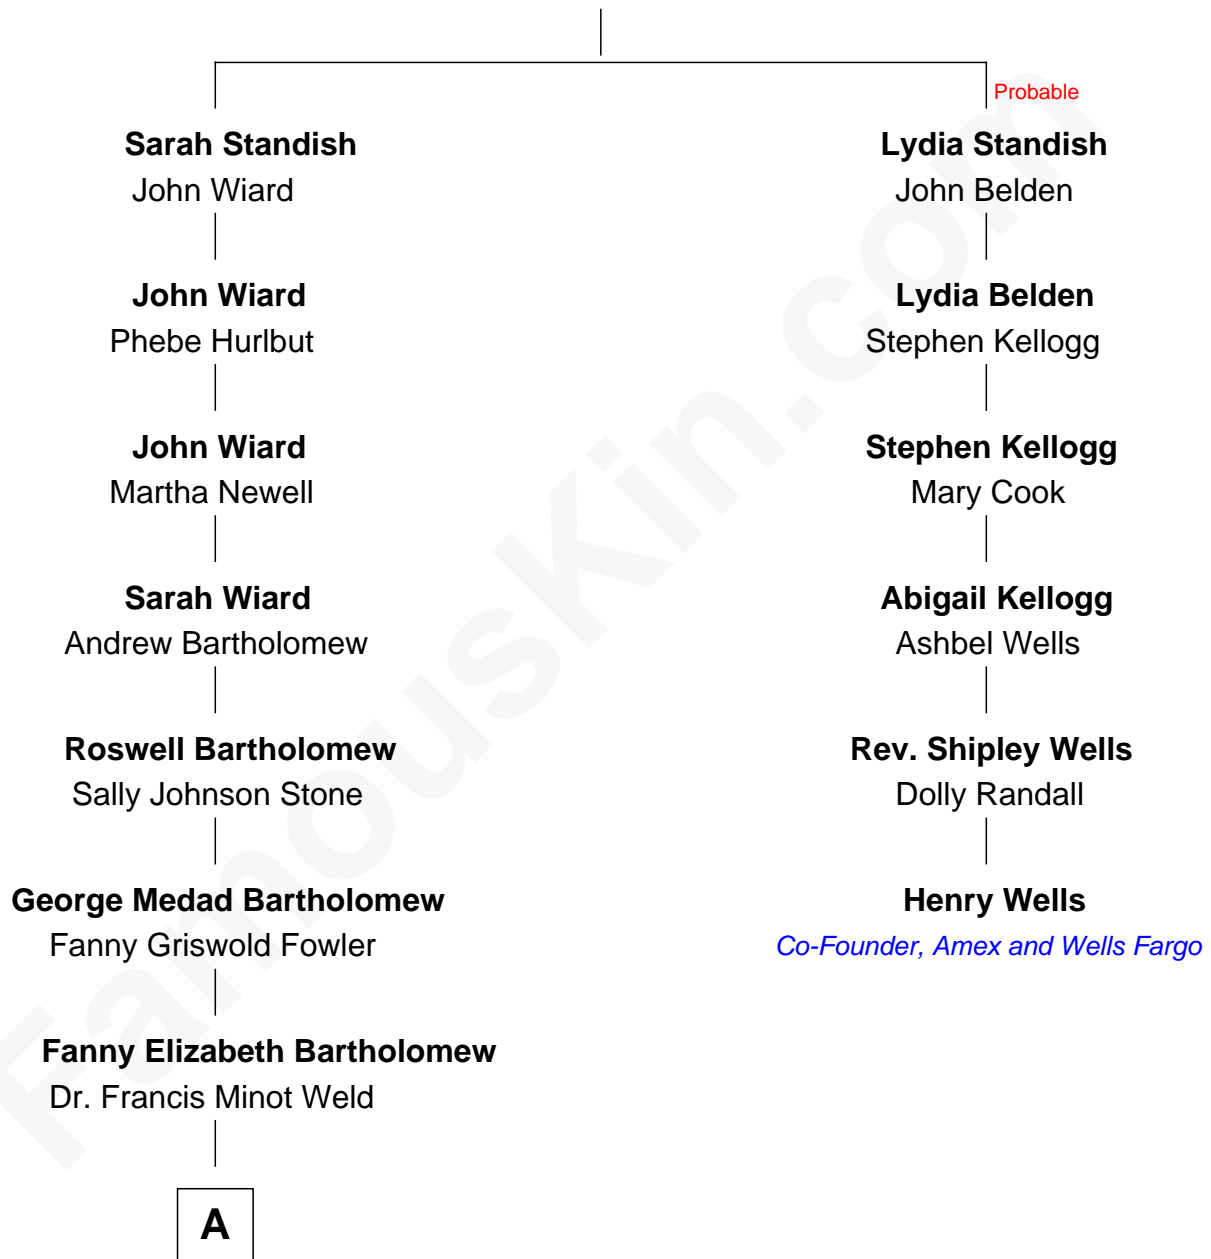 Probable
Sarah Standish
John Wiard
Lydia Standish
John Belden
John Wiard
Phebe Hurlbut
Lydia Belden
Stephen Kellogg
John Wiard
Martha Newell
Stephen Kellogg
Mary Cook
Sarah Wiard
Andrew Bartholomew
Abigail Kellogg
Ashbel Wells
Roswell Bartholomew
Sally Johnson Stone
Rev. Shipley Wells
Dolly Randall
George Medad Bartholomew
Fanny Griswold Fowler
Henry Wells
Co-Founder, Amex and Wells Fargo
Fanny Elizabeth Bartholomew
Dr. Francis Minot Weld
A
FamousKin.com